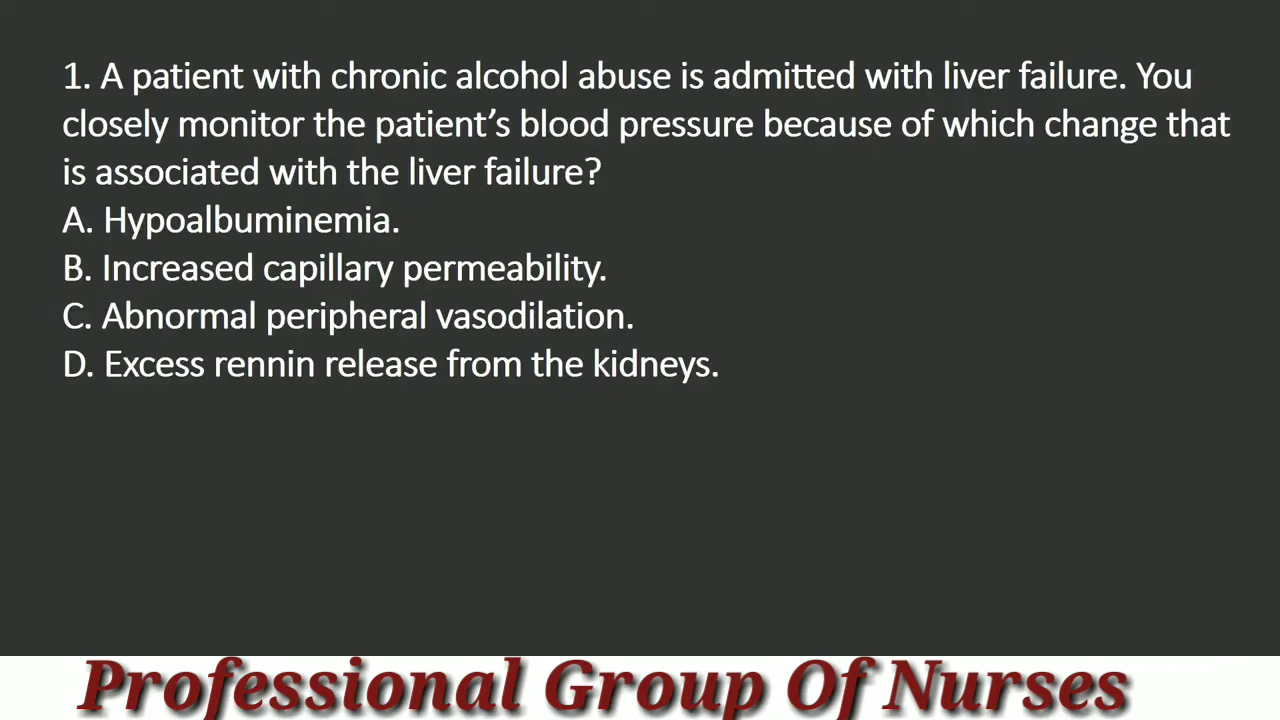 1. A patient with chronic alcohol abuse is admitted with liver failure. You
closely monitor the patient’s blood pressure because of which change that
is associated with the liver failure?
A. Hypoalbuminemia.
B. Increased capillary permeability.
C. Abnormal peripheral vasodilation.
D. Excess rennin release from the kidneys.
Professional Group Of Nurses